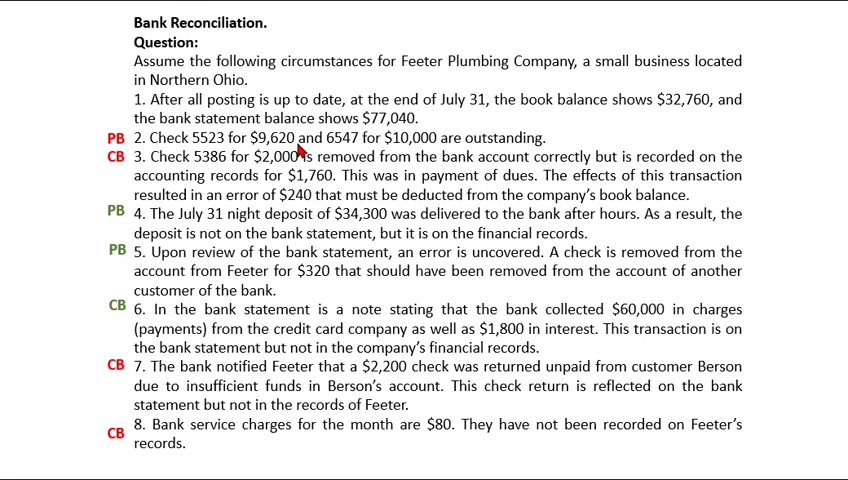 Bank Reconciliation.
Question:
Assume the following circumstances for Feeter Plumbing Company, a small business located
in Northern Ohio.
1. After all posting is up to date, at the end of July 31, the book balance shows $32,760, and
the bank statement balance shows $77,040.
PB 2. Check 5523 for $9,620 and 6547 for $10,000 are outstanding.
CB 3. Check 5386 for $2,000 is removed from the bank account correctly but is recorded on the
accounting records for $1,760. This was in payment of dues. The effects of this transaction
resulted in an error of $240 that must be deducted from the company's book balance.
PB 4. The July 31 night deposit of $34,300 was delivered to the bank after hours. As a result, the
deposit is not on the bank statement, but it is on the financial records.
PB 5. Upon review of the bank statement, an error is uncovered. A check is removed from the
account from Feeter for $320 that should have been removed from the account of another
customer of the bank.
CB 6. In the bank statement is a note stating that the bank collected $60,000 in charges
(payments) from the credit card company as well as $1,800 in interest. This transaction is on
the bank statement but not in the company's financial records.
CB 7. The bank notified Feeter that a $2,200 check was returned unpaid from customer Berson
due to insufficient funds in Berson's account. This check return is reflected on the bank
statement but not in the records of Feeter.
CB 8. Bank service charges for the month are $80. They have not been recorded on Feeter's
records.